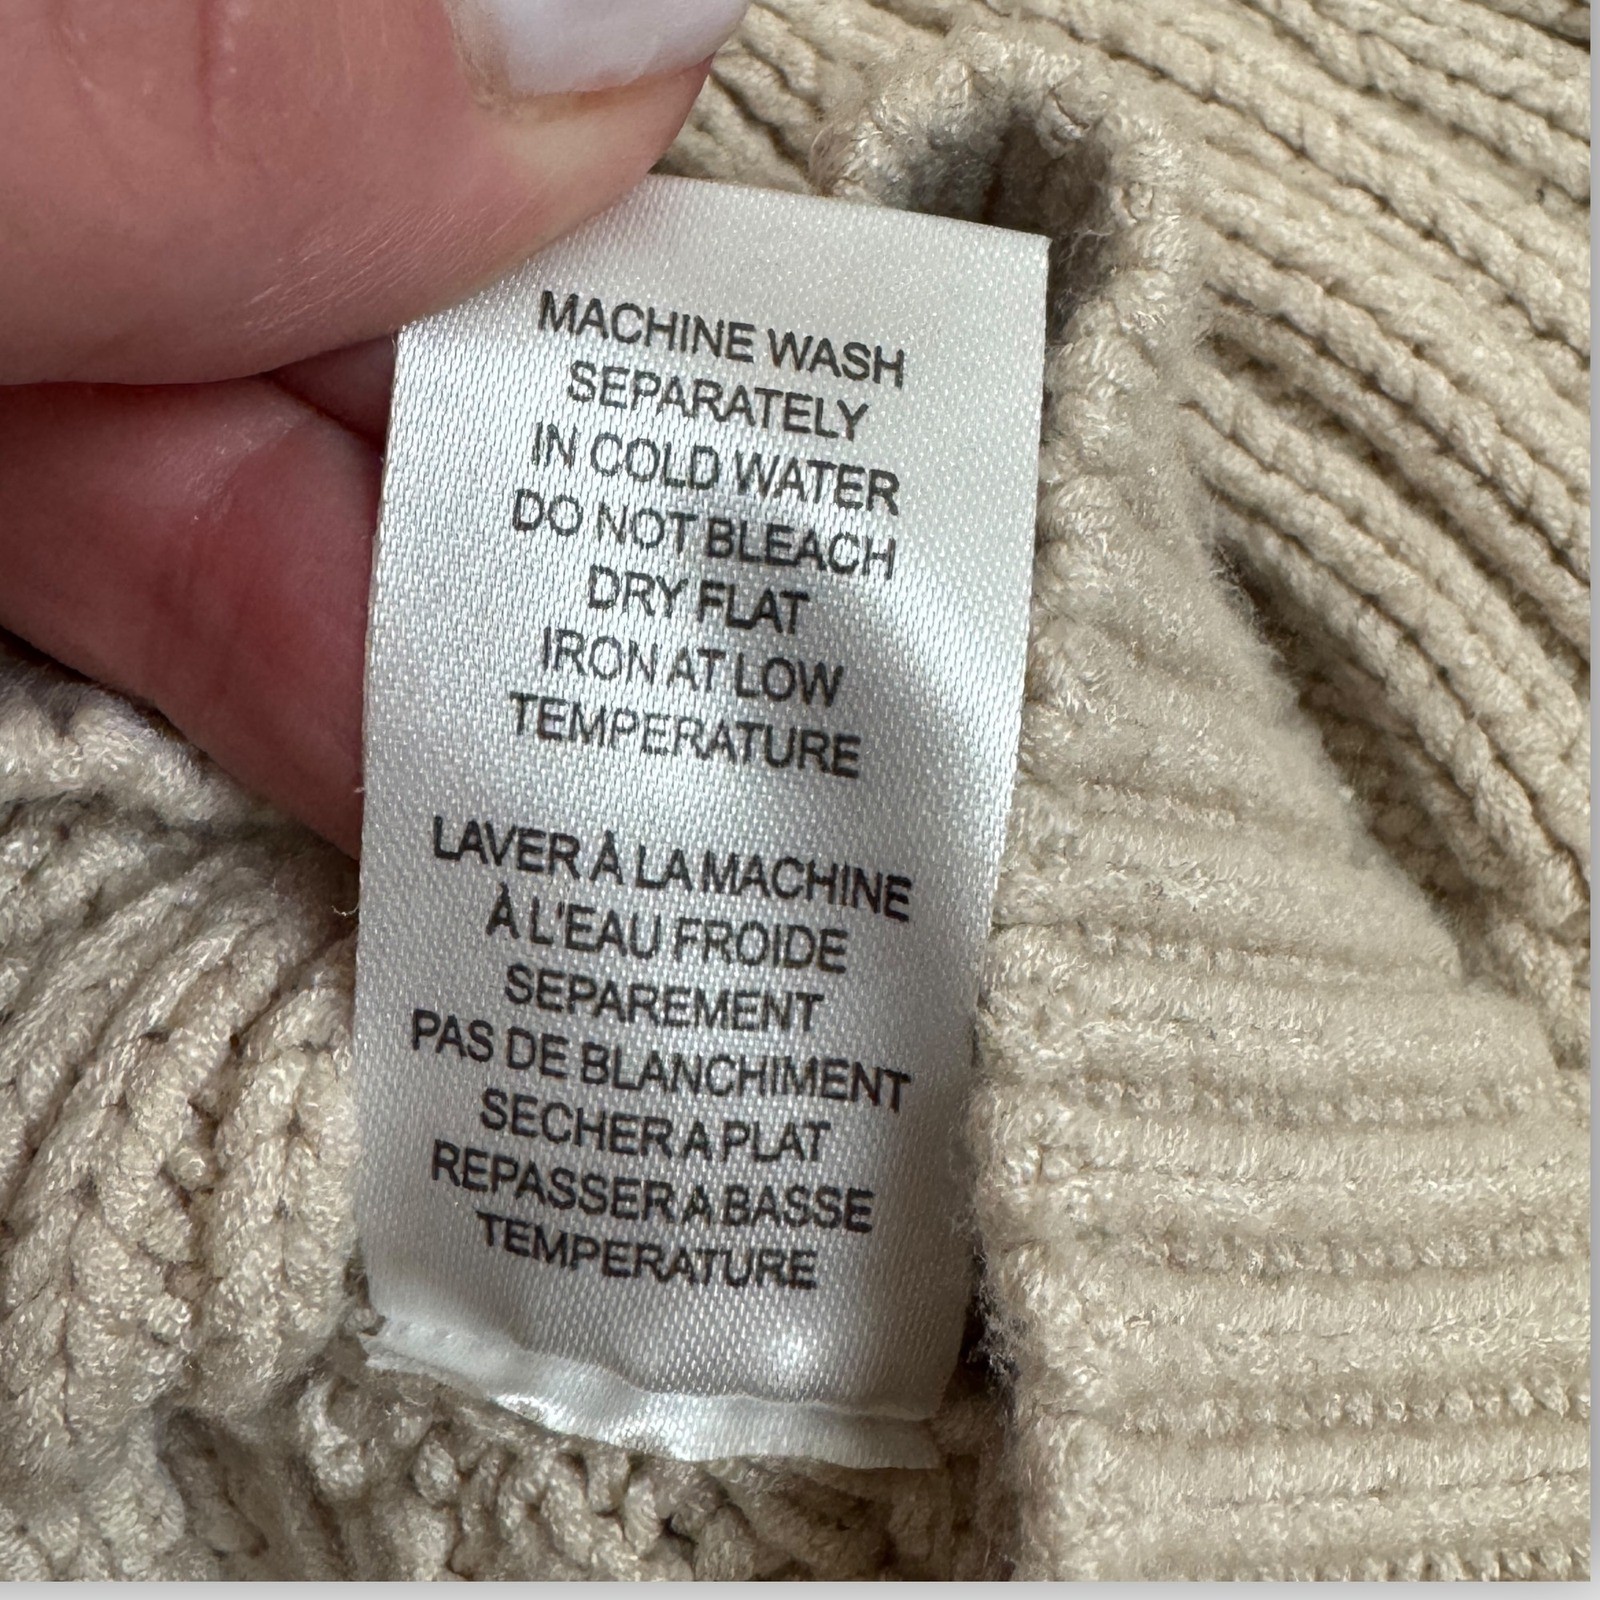 MACHINE WASH
SEPARATELY
IN COLD WATER
DO NOT BLEACH
DRY FLAT
IRON AT LOW
TEMPERATURE
LAVER À LA MACHINE
À L'EAU FROIDE
SEPAREMENT
PAS DE BLANCHIMENT
SECHER A PLAT
REPASSER A BASSE
TEMPERATURE